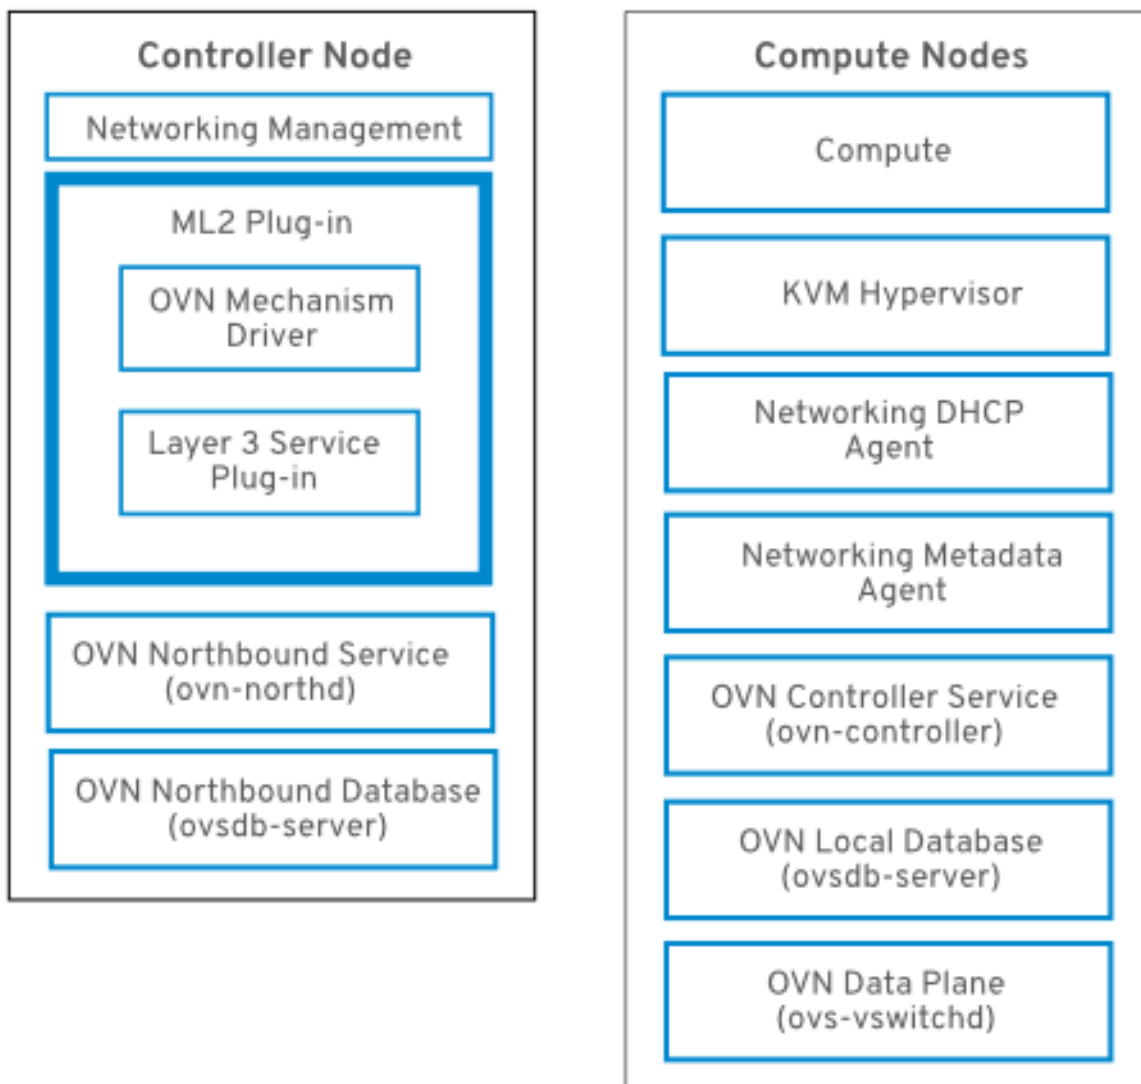 Controller Node
Networking Management
ML2 Plug-in
OVN Mechanism
Driver
Layer 3 Service
Plug-in
OVN Northbound Service
(ovn-northd)
OVN Northbound Database
(ovsdb-server)
Compute Nodes
Compute
KVM Hypervisor
Networking DHCP
Agent
Networking Metadata
Agent
OVN Controller Service
(ovn-controller)
OVN Local Database
(ovsdb-server)
OVN Data Plane
(ovs-vswitchd)